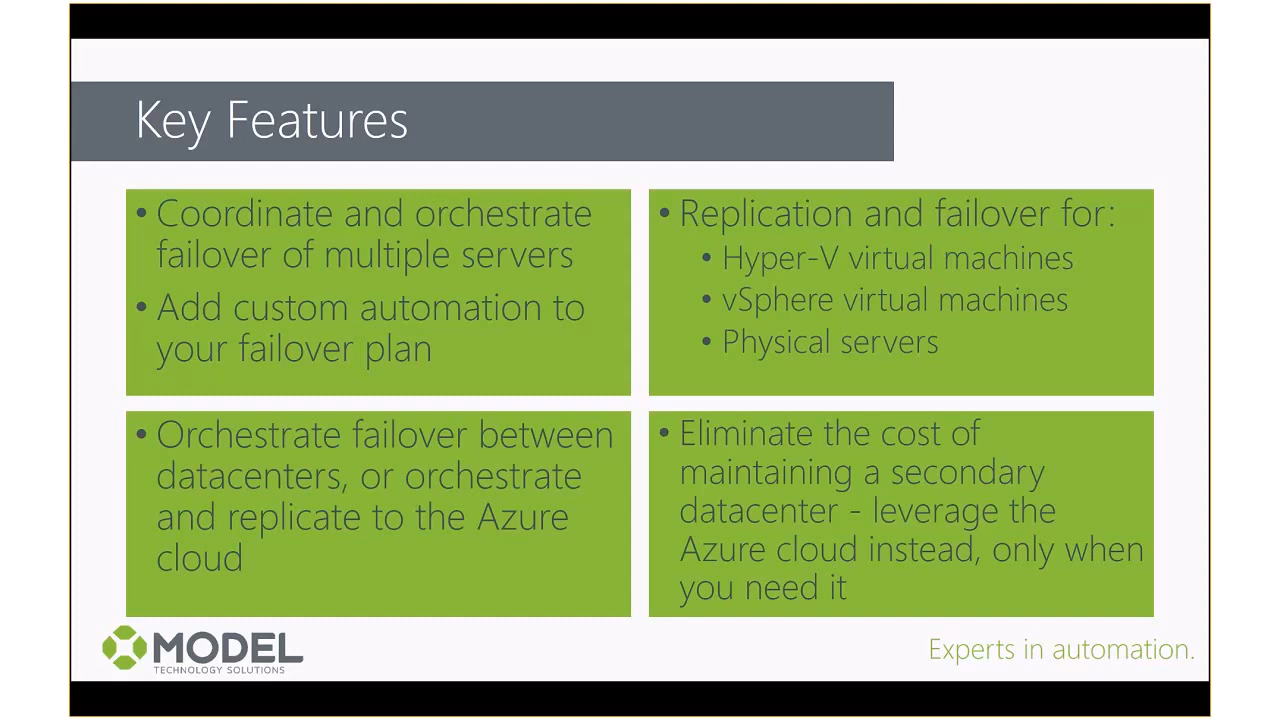 Key Features
• Coordinate and orchestrate
failover of multiple servers
• Add custom automation to
your failover plan
• Replication and failover for:
• Hyper-V virtual machines
• vSphere virtual machines
• Physical servers
• Orchestrate failover between
datacenters, or orchestrate
and replicate to the Azure
cloud
• Eliminate the cost of
maintaining a secondary
datacenter - leverage the
Azure cloud instead, only when
you need it
MODEL
TECHNOLOGY SOLUTIONS
Experts in automation.